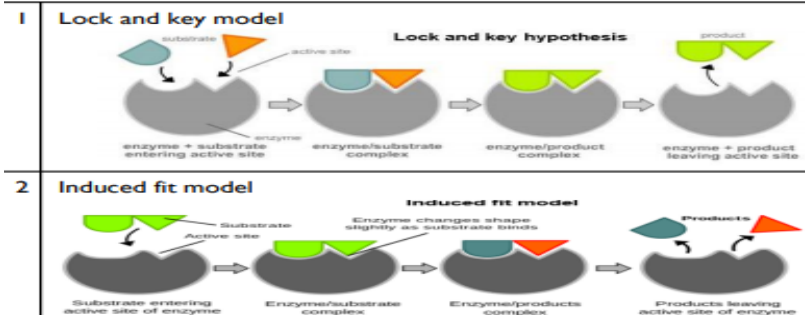 1 Lock and key model
substrate
active site
Lock and key hypothesis
product
enzyme
enzyme + substrate
entering active site
enzyme/substrate
complex
enzyme/product
complex
enzyme + product
leaving active site
2 Induced fit model
Induced fit model
Substrate
Active site
Enzyme changes shape
slightly as substrate binds
Products
Substrate entering
active site of enzyme
Enzyme/substrate
complex
Enzyme/products
complex
Products leaving
active site of enzyme